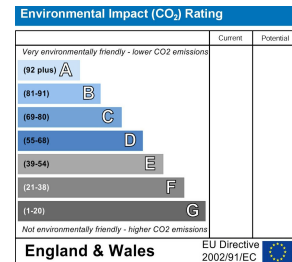 Environmental Impact (CO₂) Rating
Current Potential
Very environmentally friendly - lower CO2 emissions
(92 plus) A
(81-91) B
(69-80) C
(55-68) D
(39-54) E
(21-38) F
(1-20) G
Not environmentally friendly - higher CO2 emissions
England & Wales
EU Directive
2002/91/EC